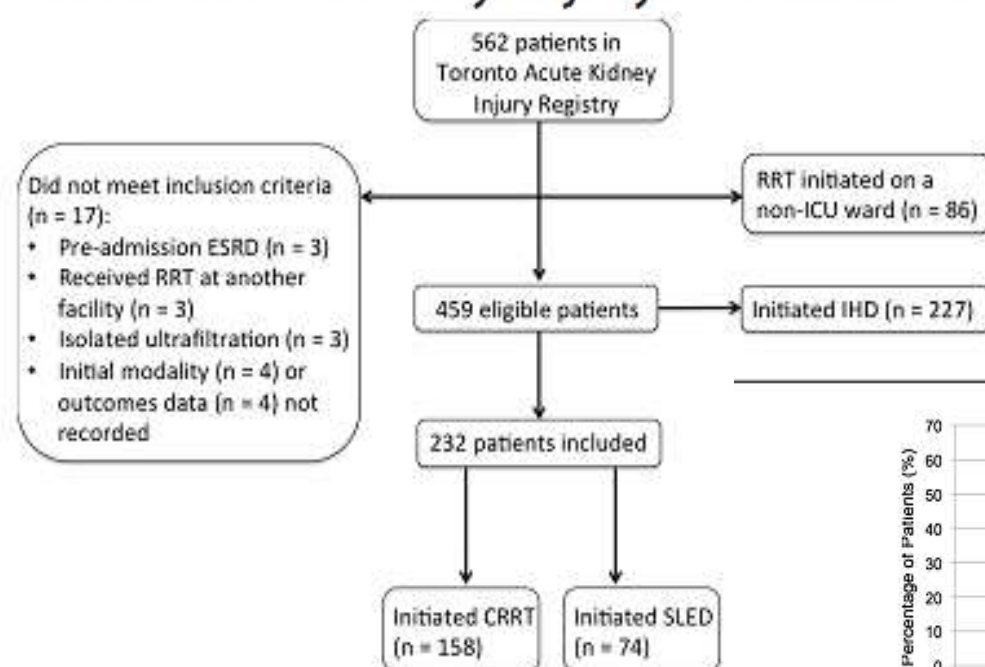 562 patients in
Toronto Acute Kidney
Injury Registry
Did not meet inclusion criteria
(n = 17):
• Pre-admission ESRD (n = 3)
• Received RRT at another
facility (n = 3)
• Isolated ultrafiltration (n = 3)
• Initial modality (n = 4) or
outcomes data (n = 4) not
recorded
RRT initiated on a
non-ICU ward (n = 86)
459 eligible patients
Initiated IHD (n = 227)
232 patients included
Initiated CRRT
(n = 158)
Initiated SLED
(n = 74)
Percentage of Patients (%)
70
60
50
40
30
20
10
0